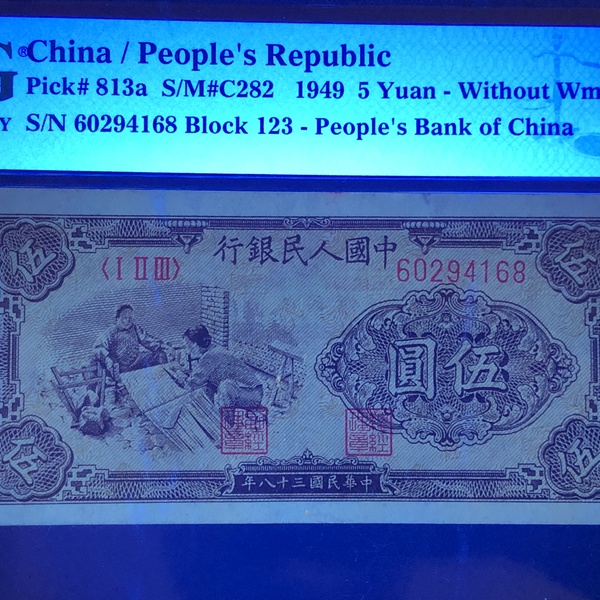 G® China / People's Republic
Pick# 813a S/M#C282 1949 5 Yuan - Without Wm
Y S/N 60294168 Block 123 - People's Bank of China
行銀民人國中
〈I II III〉 60294168
圓伍
伍
伍
伍
伍
年八十三國民華中